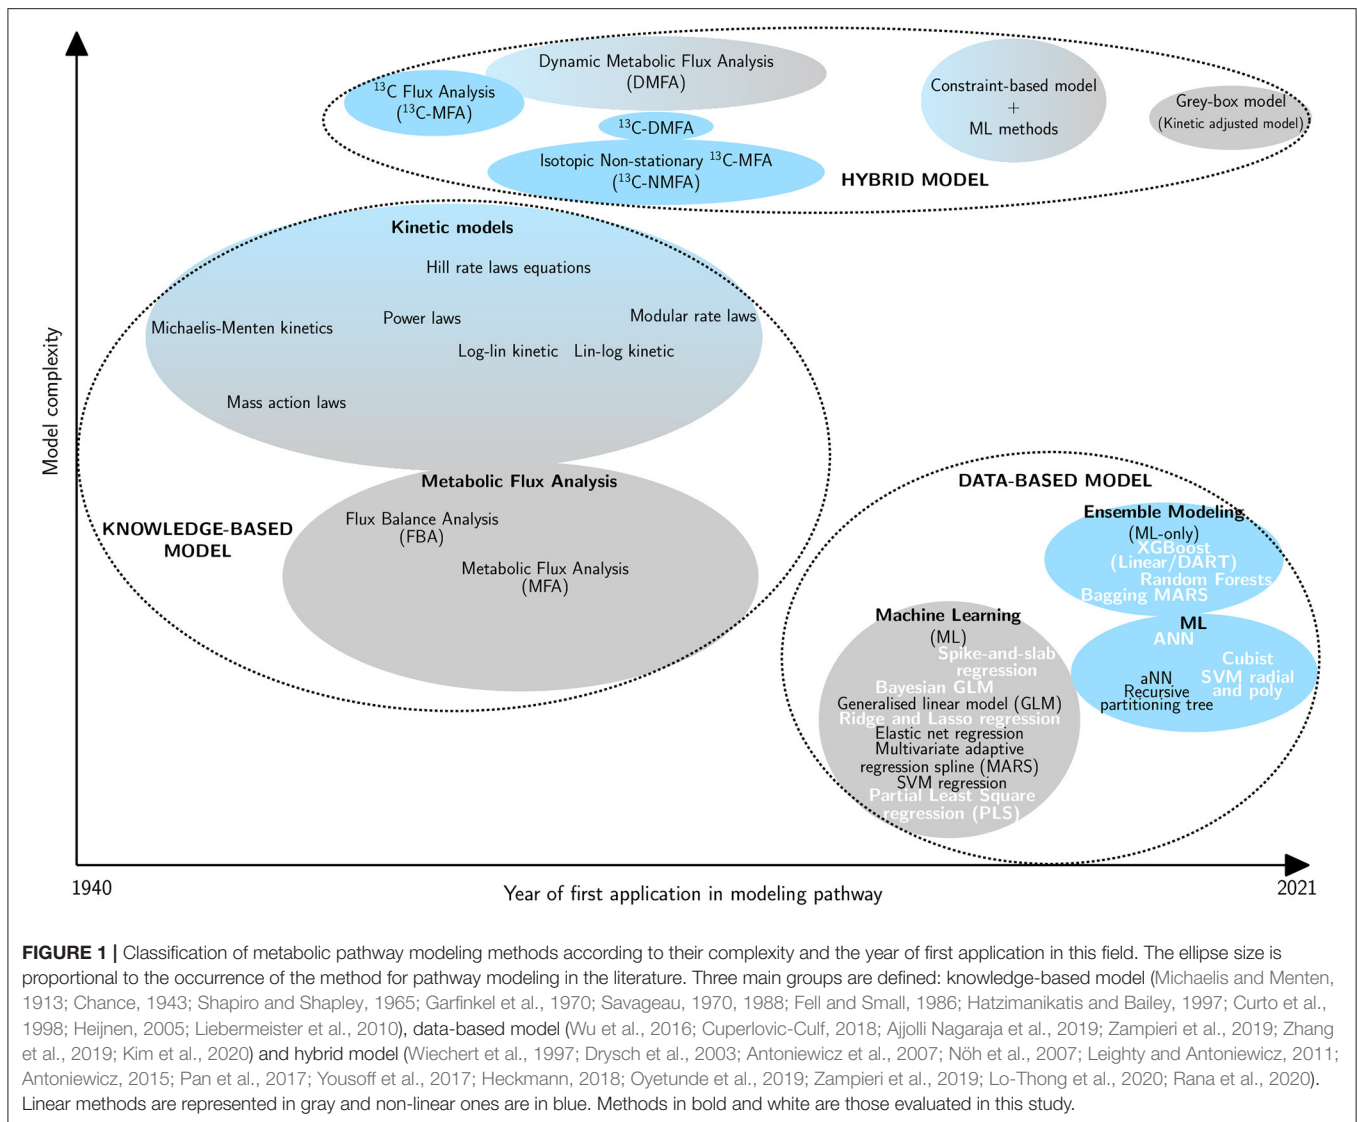 Dynamic Metabolic Flux Analysis
(DMFA)
¹³C Flux Analysis
(¹³C-MFA)
¹³C-DMFA
Isotopic Non-stationary ¹³C-MFA
(¹³C-NMFA)
Constraint-based model
+
ML methods
Grey-box model
(Kinetic adjusted model)
HYBRID MODEL
Kinetic models
Hill rate laws equations
Michaelis-Menten kinetics
Power laws
Modular rate laws
Log-lin kinetic
Lin-log kinetic
Mass action laws
Model complexity
Metabolic Flux Analysis
Flux Balance Analysis
(FBA)
Metabolic Flux Analysis
(MFA)
KNOWLEDGE-BASED
MODEL
DATA-BASED MODEL
Ensemble Modeling
(ML-only)
XGBoost
(Linear/DART)
Random Forests
Bagging MARS
Machine Learning
(ML)
Spike-and-slab
regression
Bayesian GLM
Generalised linear model (GLM)
Ridge and Lasso regression
Elastic net regression
Multivariate adaptive
regression spline (MARS)
SVM regression
Partial Least Square
regression (PLS)
ML
ANN
Cubist
SVM radial
and poly
aNN
Recursive
partitioning tree
1940
Year of first application in modeling pathway
2021
FIGURE 1 | Classification of metabolic pathway modeling methods according to their complexity and the year of first application in this field. The ellipse size is
proportional to the occurrence of the method for pathway modeling in the literature. Three main groups are defined: knowledge-based model (Michaelis and Menten,
1913; Chance, 1943; Shapiro and Shapley, 1965; Garfinkel et al., 1970; Savageau, 1970, 1988; Fell and Small, 1986; Hatzimanikatis and Bailey, 1997; Curto et al.,
1998; Heijnen, 2005; Liebermeister et al., 2010), data-based model (Wu et al., 2016; Cuperlovic-Culf, 2018; Ajjolli Nagaraja et al., 2019; Zampieri et al., 2019; Zhang
et al., 2019; Kim et al., 2020) and hybrid model (Wiechert et al., 1997; Drysch et al., 2003; Antoniewicz et al., 2007; Nöh et al., 2007; Leighty and Antoniewicz, 2011;
Antoniewicz, 2015; Pan et al., 2017; Yousoff et al., 2017; Heckmann, 2018; Oyetunde et al., 2019; Zampieri et al., 2019; Lo-Thong et al., 2020; Rana et al., 2020).
Linear methods are represented in gray and non-linear ones are in blue. Methods in bold and white are those evaluated in this study.